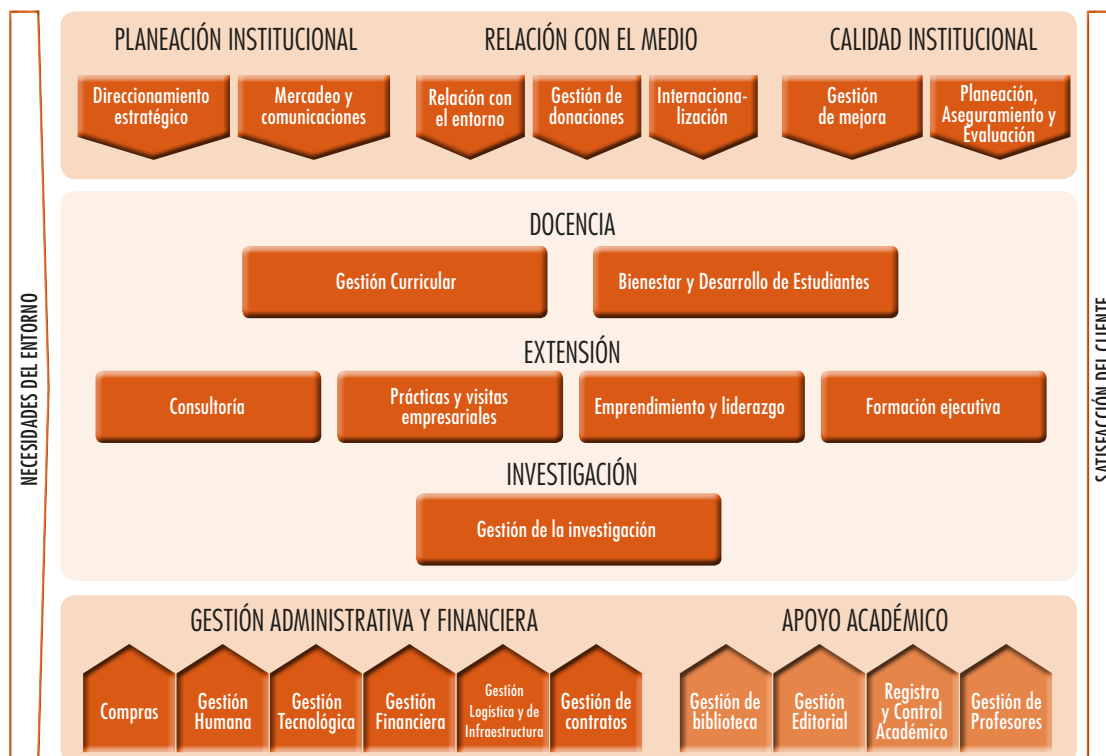 PLANEACIÓN INSTITUCIONAL
Direccionamiento
estratégico
Mercadeo y
comunicaciones
RELACIÓN CON EL MEDIO
Relación con
el entorno
Gestión de
donaciones
Internaciona-
lización
CALIDAD INSTITUCIONAL
Gestión
de mejora
Planeación,
Aseguramiento y
Evaluación
NECESIDADES DEL ENTORNO
DOCENCIA
Gestión Curricular
Bienestar y Desarrollo de Estudiantes
EXTENSIÓN
Consultoría
Prácticas y visitas
empresariales
Emprendimiento y liderazgo
Formación ejecutiva
INVESTIGACIÓN
Gestión de la investigación
SATISFACCIÓN DEL CLIENTE
GESTIÓN ADMINISTRATIVA Y FINANCIERA
Compras
Gestión
Humana
Gestión
Tecnológica
Gestión
Financiera
Gestión
Logística y de
Infraestructura
Gestión de
contratos
APOYO ACADÉMICO
Gestión de
biblioteca
Gestión
Editorial
Registro
y Control
Académico
Gestión de
Profesores